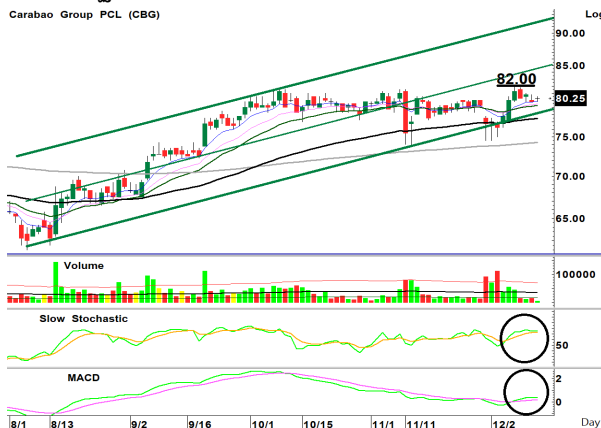 Carabao Group PCL (CBG)
Log
90.00
85.00
82.00
80.25
75.00
70.00
65.00
Volume
100000
Slow Stochastic
50
MACD
2
0
8/1 8/13 9/2 9/16 10/1 10/15 11/1 11/11 12/2 Day